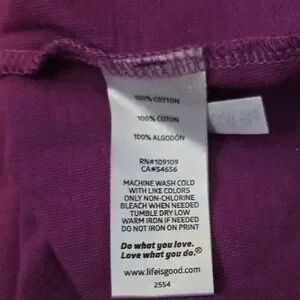 100% COTTON
100% COTON
100% ALGODÓN
RN#109109
CA#54656
MACHINE WASH COLD
WITH LIKE COLORS
ONLY NON-CHLORINE
BLEACH WHEN NEEDED
TUMBLE DRY LOW
WARM IRON IF NEEDED
DO NOT IRON ON PRINT
Do what you love.
Love what you do.®
www.lifeisgood.com
2554